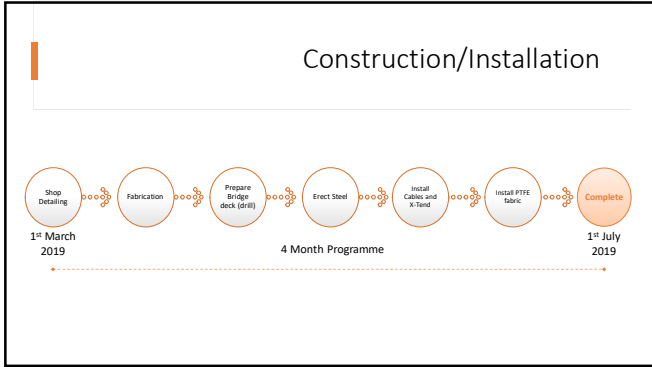 Construction/Installation
Shop
Detailing
Fabrication
Prepare
Bridge
deck (drill)
Erect Steel
Install
Cables and
X-Tend
Install PTFE
fabric
Complete
1st March
2019
4 Month Programme
1st July
2019